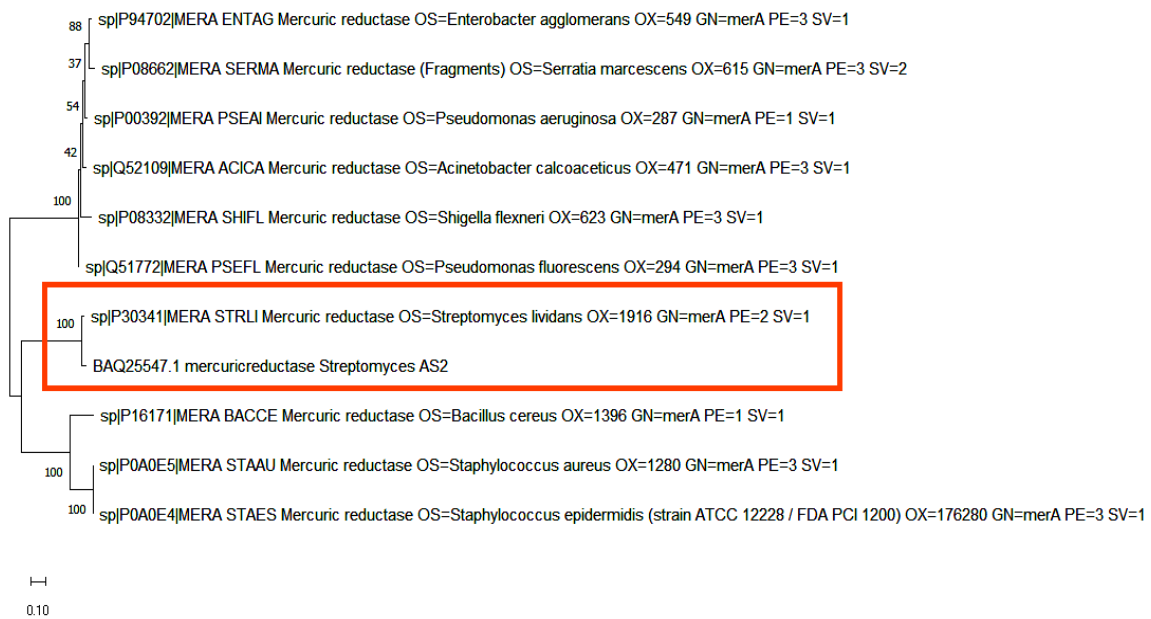 88
sp|P94702|MERA ENTAG Mercuric reductase OS=Enterobacter agglomerans OX=549 GN=merA PE=3 SV=1
37
sp|P08662|MERA SERMA Mercuric reductase (Fragments) OS=Serratia marcescens OX=615 GN=merA PE=3 SV=2
54
sp|P00392|MERA PSEAI Mercuric reductase OS=Pseudomonas aeruginosa OX=287 GN=merA PE=1 SV=1
42
sp|Q52109|MERA ACICA Mercuric reductase OS=Acinetobacter calcoaceticus OX=471 GN=merA PE=3 SV=1
100
sp|P08332|MERA SHIFL Mercuric reductase OS=Shigella flexneri OX=623 GN=merA PE=3 SV=1
sp|Q51772|MERA PSEFL Mercuric reductase OS=Pseudomonas fluorescens OX=294 GN=merA PE=3 SV=1
100
sp|P30341|MERA STRLI Mercuric reductase OS=Streptomyces lividans OX=1916 GN=merA PE=2 SV=1
BAQ25547.1 mercuricreductase Streptomyces AS2
sp|P16171|MERA BACCE Mercuric reductase OS=Bacillus cereus OX=1396 GN=merA PE=1 SV=1
100
sp|P0A0E5|MERA STAAU Mercuric reductase OS=Staphylococcus aureus OX=1280 GN=merA PE=3 SV=1
100
sp|P0A0E4|MERA STAES Mercuric reductase OS=Staphylococcus epidermidis (strain ATCC 12228 / FDA PCI 1200) OX=176280 GN=merA PE=3 SV=1
0.10